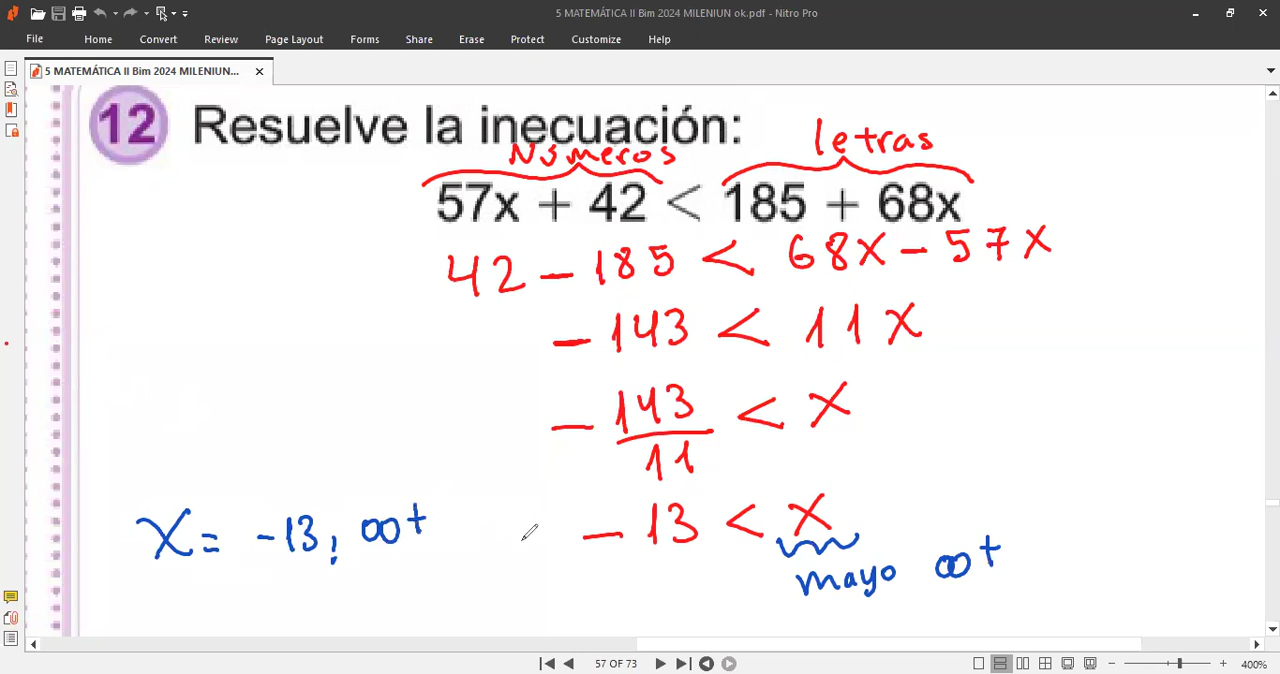 5 MATEMÁTICA II Bim 2024 MILENIUN ok.pdf - Nitro Pro
File Home Convert Review Page Layout Forms Share Erase Protect Customize Help
5 MATEMÁTICA II Bim 2024 MILENIUN...
12 Resuelve la inecuación:
Números letras
57x + 42 < 185 + 68x
42 - 185 < 68x - 57x
- 143 < 11x
- 143/11 < x
- 13 < x
x = -13; ∞+
mayo ∞+
57 OF 73
400%